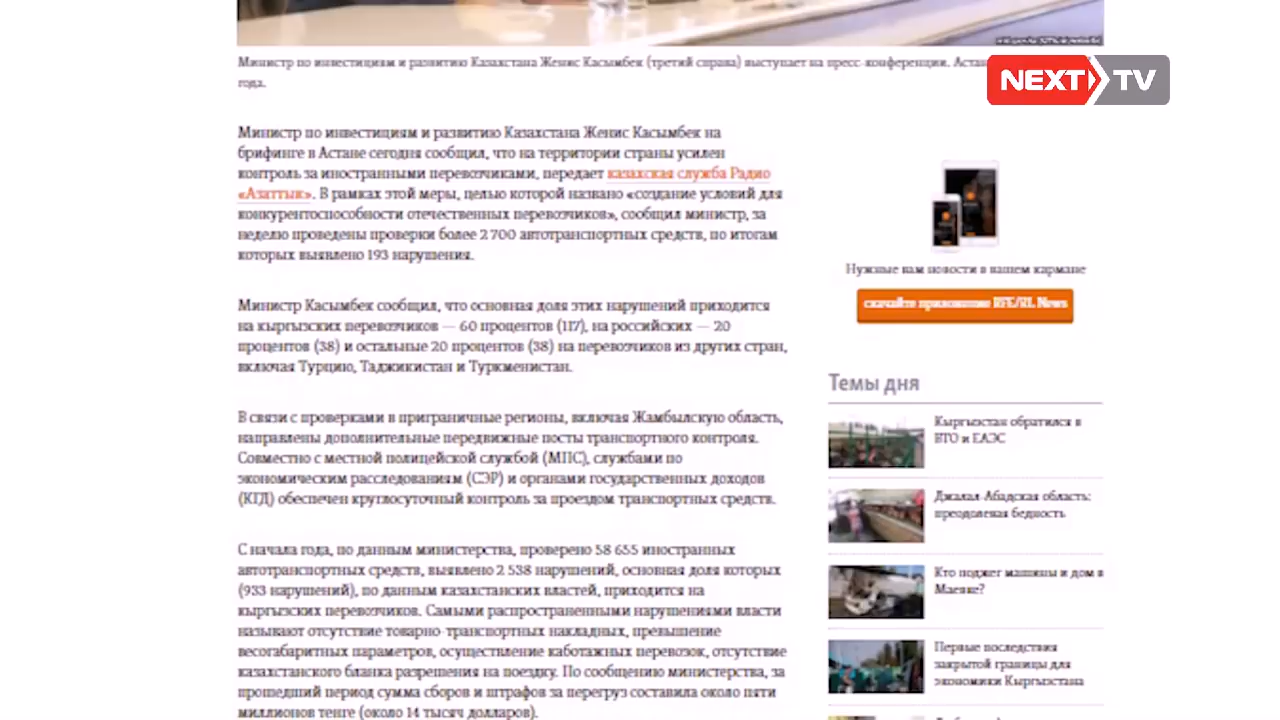 Министр по инвестициям и развитию Казахстана Женис Касымбек (третий справа) выступает на пресс-конференции.
года.
NEXT TV
Министр по инвестициям и развитию Казахстана Женис Касымбек на
брифинге в Астане сегодня сообщил, что на территории страны усилен
контроль за иностранными перевозчиками, передает казахская служба Радио
«Азаттык». В рамках этой меры, целью которой названо «создание условий для
конкурентоспособности отечественных перевозчиков», сообщил министр, за
неделю проведены проверки более 2 700 автотранспортных средств, по итогам
которых выявлено 193 нарушения.
Министр Касымбек сообщил, что основная доля этих нарушений приходится
на кыргызских перевозчиков — 60 процентов (117), на российских — 20
процентов (38) и остальные 20 процентов (38) на перевозчиков из других стран,
включая Турцию, Таджикистан и Туркменистан.
В связи с проверками в приграничные регионы, включая Жамбылскую область,
направлены дополнительные передвижные посты транспортного контроля.
Совместно с местной полицейской службой (МПС), службами по
экономическим расследованиям (СЭР) и органами государственных доходов
(КГД) обеспечен круглосуточный контроль за проездом транспортных средств.
С начала года, по данным министерства, проверено 58 655 иностранных
автотранспортных средств, выявлено 2 538 нарушений, основная доля которых
(933 нарушений), по данным казахстанских властей, приходится на
кыргызских перевозчиков. Самыми распространенными нарушениями власти
называют отсутствие товарно-транспортных накладных, превышение
весогабаритных параметров, осуществление каботажных перевозок, отсутствие
казахстанского бланка разрешения на поездку. По сообщению министерства, за
прошедший период сумма сборов и штрафов за перегруз составила около пяти
миллионов тенге (около 14 тысяч долларов).
Нужные вам новости в вашем кармане
скачайте приложение RFE/RL News
Темы дня
Кыргызстан обратился в
ВТО и ЕАЭС
Джалал-Абадская область:
преодолевая бедность
Кто поджег машины и дом в
Маевке?
Первые последствия
закрытой границы для
экономики Кыргызстана